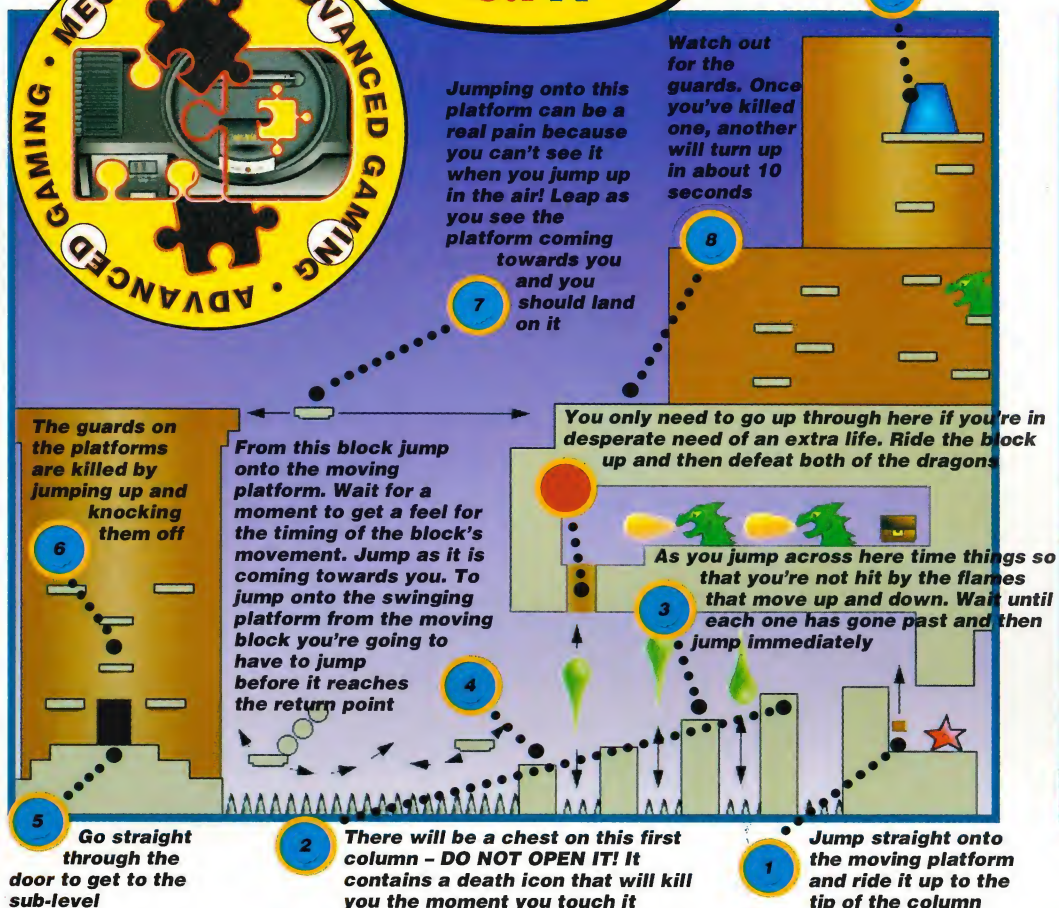 MEG
ADVANCED GAMING • ADVANCED GAMING •
Watch out
for the
guards. Once
you've killed
one, another
will turn up
in about 10
seconds
8
Jumping onto this
platform can be a
real pain because
you can't see it
when you jump up
in the air! Leap as
you see the
platform coming
towards you
and you
should land
on it
7
The guards on
the platforms
are killed by
jumping up and
knocking
them off
6
From this block jump
onto the moving
platform. Wait for a
moment to get a feel for
the timing of the block's
movement. Jump as it is
coming towards you. To
jump onto the swinging
platform from the moving
block you're going to
have to jump
before it reaches
the return point
4
You only need to go up through here if you're in
desperate need of an extra life. Ride the block
up and then defeat both of the dragons
As you jump across here time things so
that you're not hit by the flames
that move up and down. Wait until
each one has gone past and then
jump immediately
3
5
Go straight
through the
door to get to the
sub-level
2
There will be a chest on this first
column – DO NOT OPEN IT! It
contains a death icon that will kill
you the moment you touch it
1
Jump straight onto
the moving platform
and ride it up to the
tip of the column